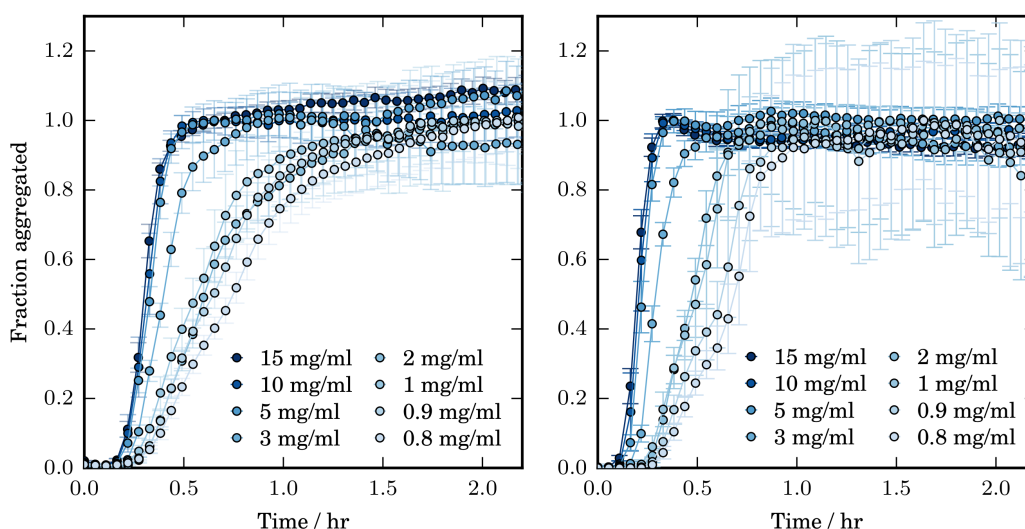 1.2
1.0
0.8
0.6
0.4
0.2
0.0
Fraction aggregated
15 mg/ml
10 mg/ml
5 mg/ml
3 mg/ml
2 mg/ml
1 mg/ml
0.9 mg/ml
0.8 mg/ml
0.0 0.5 1.0 1.5 2.0
Time / hr
1.2
1.0
0.8
0.6
0.4
0.2
0.0
15 mg/ml
10 mg/ml
5 mg/ml
3 mg/ml
2 mg/ml
1 mg/ml
0.9 mg/ml
0.8 mg/ml
0.0 0.5 1.0 1.5 2.0
Time / hr